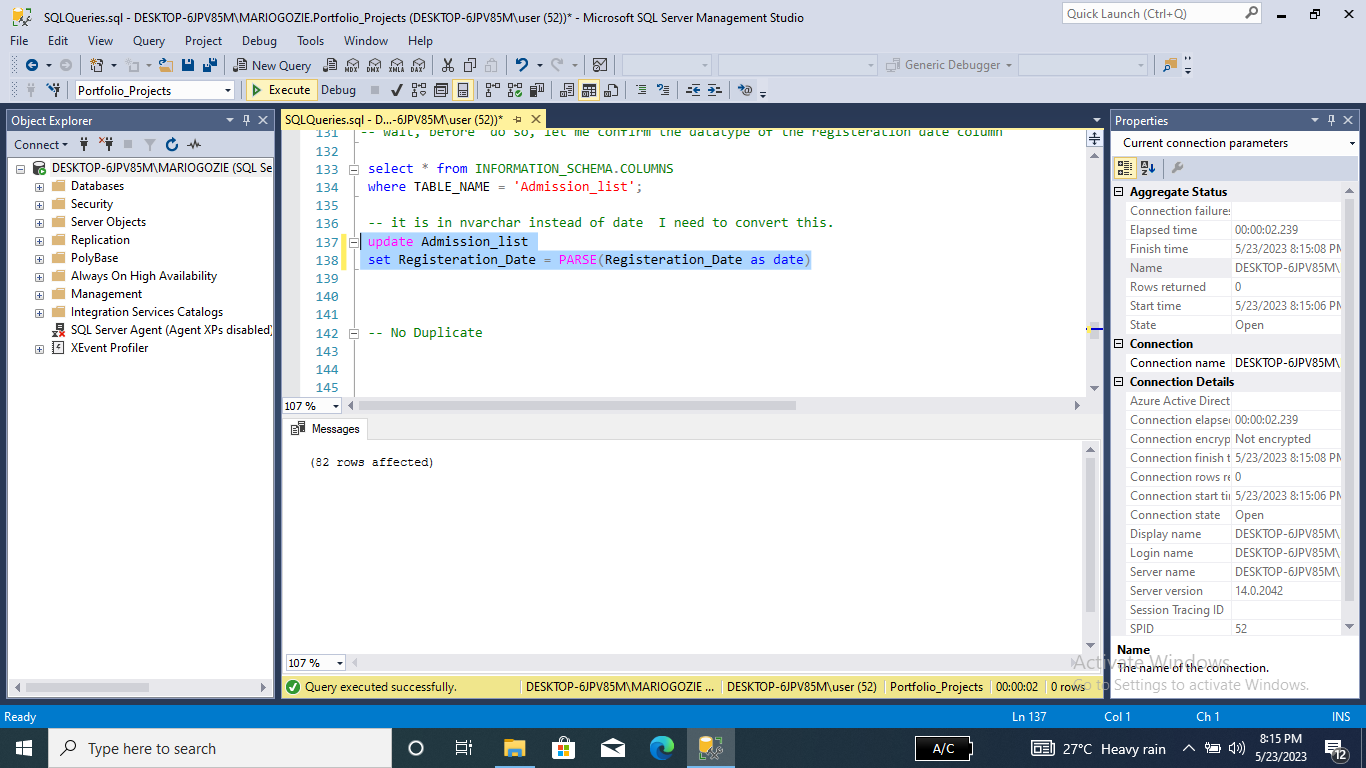 SQLQueries.sql - DESKTOP-6JPV85M\MARIOGOZIE.Portfolio_Projects (DESKTOP-6JPV85M\user (52))* - Microsoft SQL Server Management Studio
Quick Launch (Ctrl+Q)
File Edit View Query Project Debug Tools Window Help
New Query
MDX DMX XMLA DAX
Generic Debugger
Portfolio_Projects
Execute Debug
Object Explorer
Connect
DESKTOP-6JPV85M\MARIOGOZIE (SQL Se
Databases
Security
Server Objects
Replication
PolyBase
Always On High Availability
Management
Integration Services Catalogs
SQL Server Agent (Agent XPs disabled)
XEvent Profiler
SQLQueries.sql - D...-6JPV85M\user (52))*
131 -- wait, before do so, let me confirm the datatype of the registeration date column
132
133 select * from INFORMATION_SCHEMA.COLUMNS
134 where TABLE_NAME = 'Admission_list';
135
136 -- it is in nvarchar instead of date I need to convert this.
137 update Admission_list
138 set Registeration_Date = PARSE(Registeration_Date as date)
139
140
141
142 -- No Duplicate
143
144
145
107 %
Messages
(82 rows affected)
107 %
Query executed successfully. DESKTOP-6JPV85M\MARIOGOZIE ... DESKTOP-6JPV85M\user (52) Portfolio_Projects 00:00:02 0 rows
Properties
Current connection parameters
Aggregate Status
Connection failures
Elapsed time 00:00:02.239
Finish time 5/23/2023 8:15:08 PM
Name DESKTOP-6JPV85M\
Rows returned 0
Start time 5/23/2023 8:15:06 PM
State Open
Connection
Connection name DESKTOP-6JPV85M\
Connection Details
Azure Active Direct
Connection elapse 00:00:02.239
Connection encryp Not encrypted
Connection finish t 5/23/2023 8:15:08 PM
Connection rows re 0
Connection start ti 5/23/2023 8:15:06 PM
Connection state Open
Display name DESKTOP-6JPV85M\
Login name DESKTOP-6JPV85M\
Server name DESKTOP-6JPV85M\
Server version 14.0.2042
Session Tracing ID
SPID 52
Name
The name of the connection.
Activate Windows
Go to Settings to activate Windows.
Ready Ln 137 Col 1 Ch 1 INS
Type here to search
A/C
27°C Heavy rain
8:15 PM
5/23/2023
12